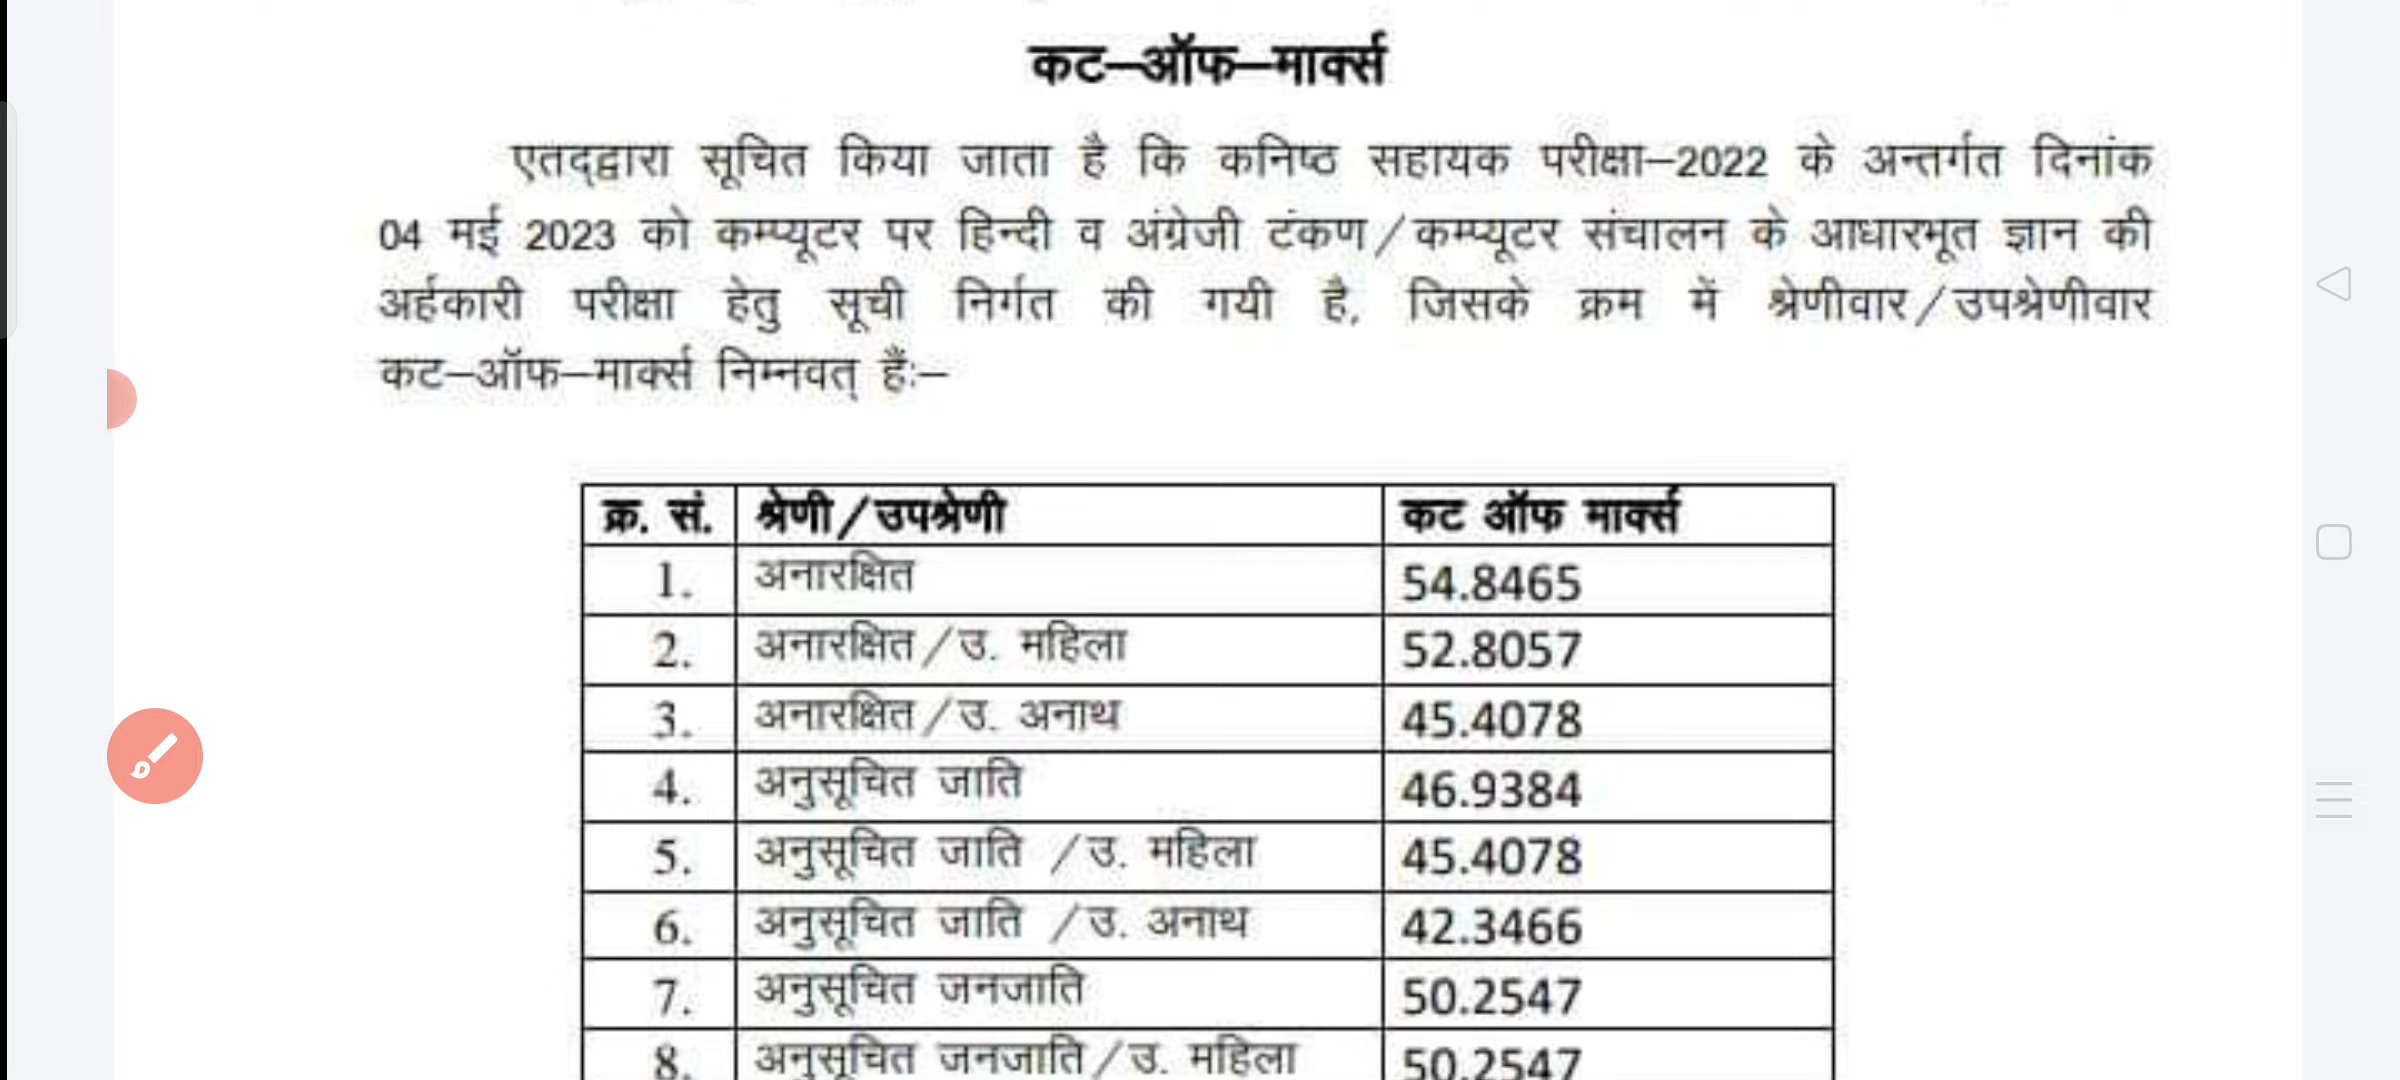 कट–ऑफ–मार्क्स
एतद्द्वारा सूचित किया जाता है कि कनिष्ठ सहायक परीक्षा–2022 के अन्तर्गत दिनांक
04 मई 2023 को कम्प्यूटर पर हिन्दी व अंग्रेजी टंकण/कम्प्यूटर संचालन के आधारभूत ज्ञान की
अर्हकारी परीक्षा हेतु सूची निर्गत की गयी है, जिसके क्रम में श्रेणीवार/उपश्रेणीवार
कट–ऑफ–मार्क्स निम्नवत् हैं:–
क्र. सं. श्रेणी/उपश्रेणी कट ऑफ मार्क्स
1. अनारक्षित 54.8465
2. अनारक्षित/उ. महिला 52.8057
3. अनारक्षित/उ. अनाथ 45.4078
4. अनुसूचित जाति 46.9384
5. अनुसूचित जाति /उ. महिला 45.4078
6. अनुसूचित जाति /उ. अनाथ 42.3466
7. अनुसूचित जनजाति 50.2547
8. अनुसूचित जनजाति/उ. महिला 50.2547